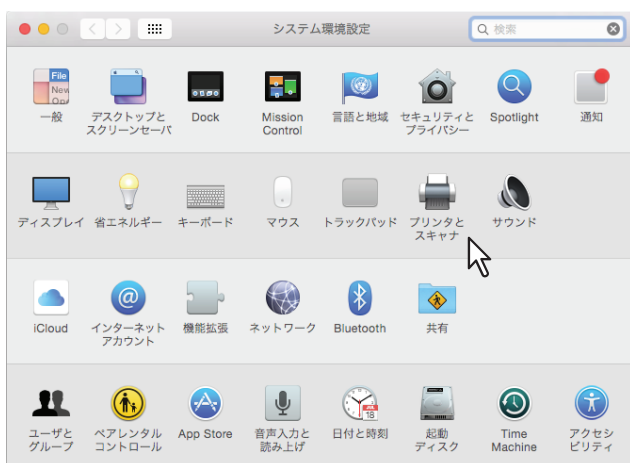 システム環境設定
検索
File
New
Ope
一般
デスクトップと
スクリーンセーバ
Dock
Mission
Control
言語と地域
セキュリティと
プライバシー
Spotlight
通知
ディスプレイ
省エネルギー
キーボード
マウス
トラックパッド
プリンタと
スキャナ
サウンド
iCloud
@
インターネット
アカウント
機能拡張
ネットワーク
Bluetooth
共有
ユーザと
グループ
ペアレンタル
コントロール
App Store
音声入力と
読み上げ
18
日付と時刻
起動
ディスク
Time
Machine
アクセシ
ビリティ